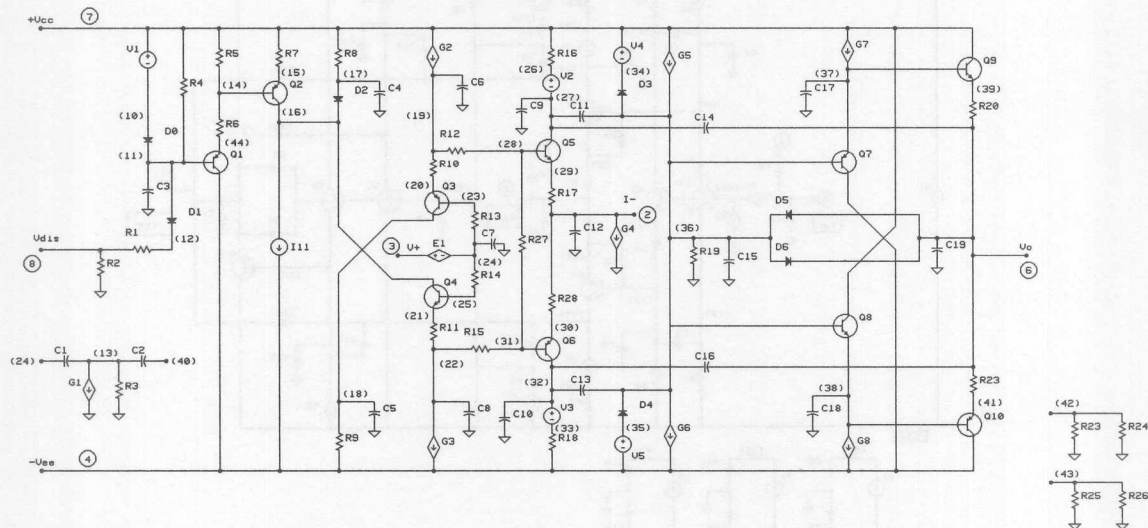 +Vcc
7
V1
R4
R5
R7
R8
G2
R16
V4
G5
G7
Q9
(15)
(14)
Q2
(17)
C4
C6
(26)
V2
(34)
(37)
C17
(39)
R20
(16)
D2
(27)
C9
C11
D3
(10)
D0
R6
(19)
C14
(11)
(44)
Q1
R12
(28)
Q5
Q7
C3
R10
(29)
D1
(20)
Q3
(23)
R17
I-
2
D5
R13
R1
(12)
Vdis
C7
3
V+
E1
R27
C12
G4
(36)
D6
C19
Vo
6
8
R2
I11
(24)
R14
R19
C15
Q4
(25)
R28
(21)
(30)
Q8
R11
R15
(31)
Q6
(24)
C1
(13)
C2
(40)
(22)
C16
G1
R3
(32)
C13
(38)
R23
(18)
C5
C8
C10
V3
D4
C18
(41)
(33)
(35)
Q10
R9
G3
R18
V5
G6
G8
-Vee
4
(42)
R23
R24
(43)
R25
R26